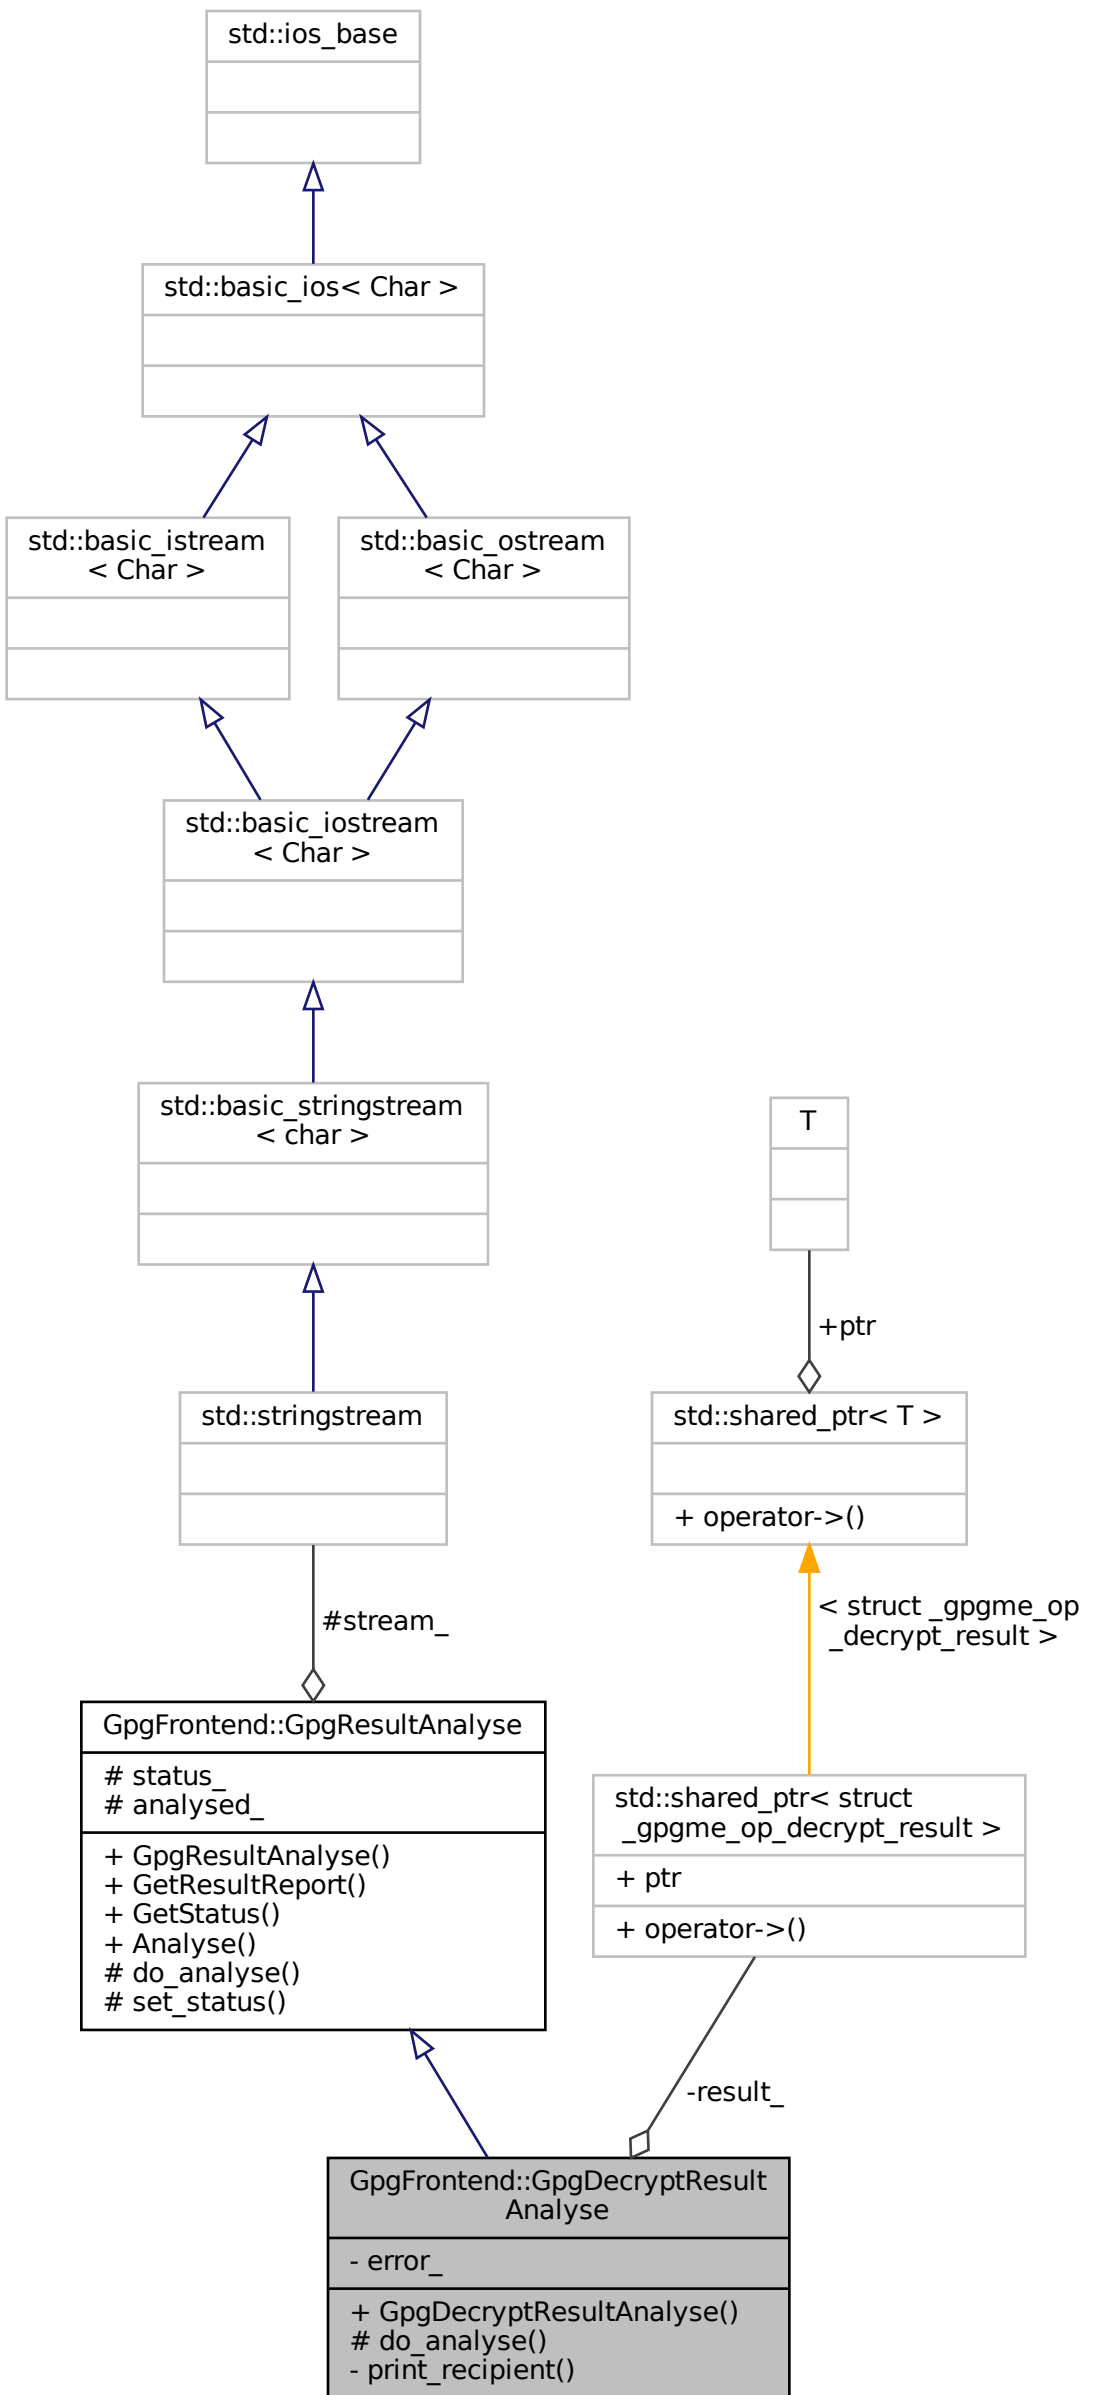 std::ios_base
std::basic_ios< Char >
std::basic_istream
< Char >
std::basic_ostream
< Char >
std::basic_iostream
< Char >
std::basic_stringstream
< char >
T
+ptr
std::stringstream
std::shared_ptr< T >
+ operator->()
#stream_
< struct _gpgme_op
_decrypt_result >
GpgFrontend::GpgResultAnalyse
# status_
# analysed_
+ GpgResultAnalyse()
+ GetResultReport()
+ GetStatus()
+ Analyse()
# do_analyse()
# set_status()
std::shared_ptr< struct
_gpgme_op_decrypt_result >
+ ptr
+ operator->()
-result_
GpgFrontend::GpgDecryptResult
Analyse
- error_
+ GpgDecryptResultAnalyse()
# do_analyse()
- print_recipient()